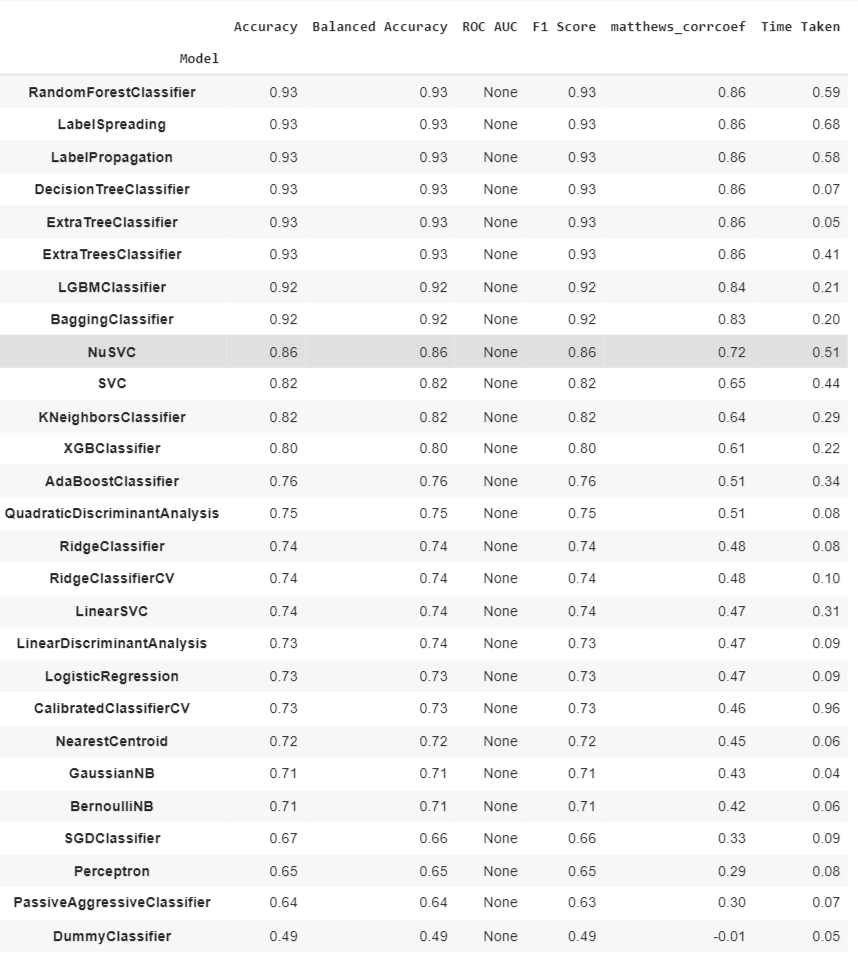 Accuracy Balanced Accuracy ROC AUC F1 Score matthews_corrcoef Time Taken
Model
RandomForestClassifier 0.93 0.93 None 0.93 0.86 0.59
LabelSpreading 0.93 0.93 None 0.93 0.86 0.68
LabelPropagation 0.93 0.93 None 0.93 0.86 0.58
DecisionTreeClassifier 0.93 0.93 None 0.93 0.86 0.07
ExtraTreeClassifier 0.93 0.93 None 0.93 0.86 0.05
ExtraTreesClassifier 0.93 0.93 None 0.93 0.86 0.41
LGBMClassifier 0.92 0.92 None 0.92 0.84 0.21
BaggingClassifier 0.92 0.92 None 0.92 0.83 0.20
NuSVC 0.86 0.86 None 0.86 0.72 0.51
SVC 0.82 0.82 None 0.82 0.65 0.44
KNeighborsClassifier 0.82 0.82 None 0.82 0.64 0.29
XGBClassifier 0.80 0.80 None 0.80 0.61 0.22
AdaBoostClassifier 0.76 0.76 None 0.76 0.51 0.34
QuadraticDiscriminantAnalysis 0.75 0.75 None 0.75 0.51 0.08
RidgeClassifier 0.74 0.74 None 0.74 0.48 0.08
RidgeClassifierCV 0.74 0.74 None 0.74 0.48 0.10
LinearSVC 0.74 0.74 None 0.74 0.47 0.31
LinearDiscriminantAnalysis 0.73 0.74 None 0.73 0.47 0.09
LogisticRegression 0.73 0.73 None 0.73 0.47 0.09
CalibratedClassifierCV 0.73 0.73 None 0.73 0.46 0.96
NearestCentroid 0.72 0.72 None 0.72 0.45 0.06
GaussianNB 0.71 0.71 None 0.71 0.43 0.04
BernoulliNB 0.71 0.71 None 0.71 0.42 0.06
SGDClassifier 0.67 0.66 None 0.66 0.33 0.09
Perceptron 0.65 0.65 None 0.65 0.29 0.08
PassiveAggressiveClassifier 0.64 0.64 None 0.63 0.30 0.07
DummyClassifier 0.49 0.49 None 0.49 -0.01 0.05